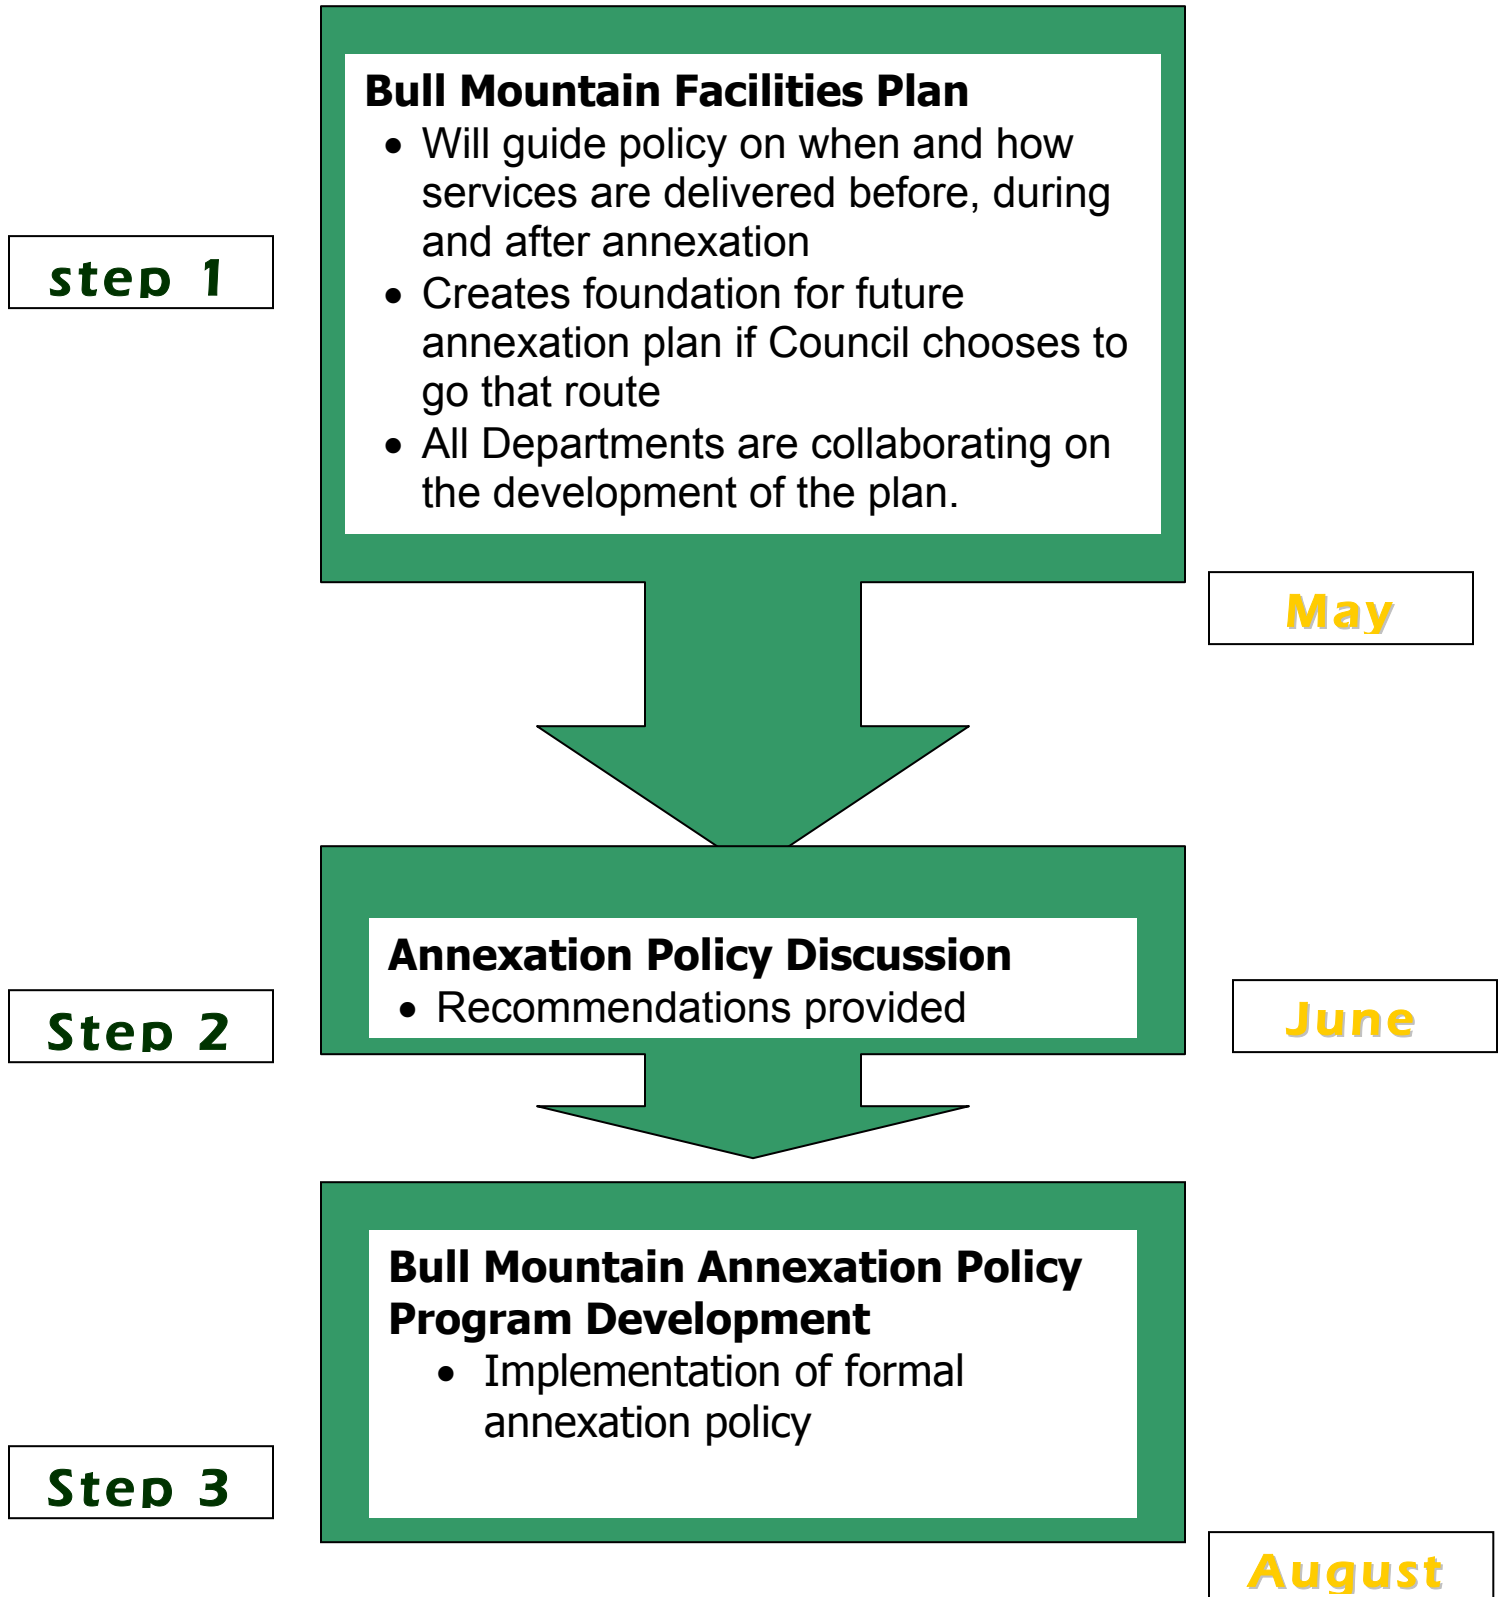 Bull Mountain Facilities Plan
• Will guide policy on when and how
services are delivered before, during
and after annexation
• Creates foundation for future
annexation plan if Council chooses to
go that route
• All Departments are collaborating on
the development of the plan.
step 1
May
Annexation Policy Discussion
• Recommendations provided
Step 2
June
Bull Mountain Annexation Policy
Program Development
• Implementation of formal
annexation policy
Step 3
August